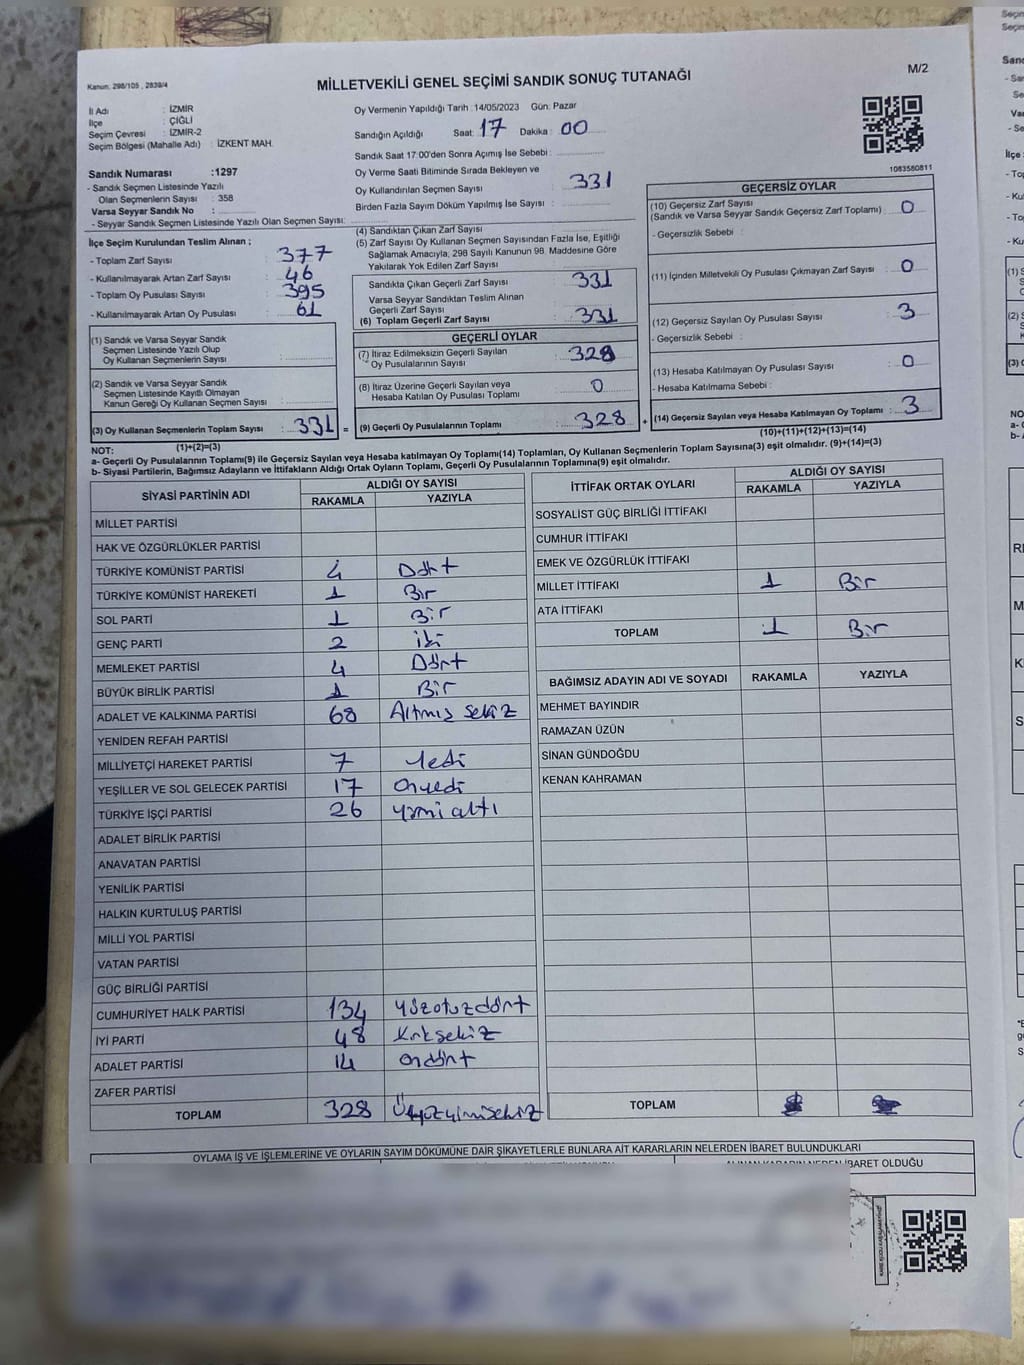 Kanun. 298/105 , 2839/4
MİLLETVEKİLİ GENEL SEÇİMİ SANDIK SONUÇ TUTANAĞI
M/2
İl Adı : İZMİR
İlçe : ÇİĞLİ
Seçim Çevresi : İZMİR-2
Seçim Bölgesi (Mahalle Adı) : İZKENT MAH.
Oy Vermenin Yapıldığı Tarih :14/05/2023 Gün: Pazar
Sandığın Açıldığı Saat: 17 Dakika : 00
Sandık Saat 17:00'den Sonra Açımış İse Sebebi :
Oy Verme Saati Bitiminde Sırada Bekleyen ve
Oy Kullandırılan Seçmen Sayısı : 331
Birden Fazla Sayım Döküm Yapılmış İse Sayısı :
1083580811
Sandık Numarası :1297
- Sandık Seçmen Listesinde Yazılı
Olan Seçmenlerin Sayısı : 358
Varsa Seyyar Sandık No :
- Seyyar Sandık Seçmen Listesinde Yazılı Olan Seçmen Sayısı:
İlçe Seçim Kurulundan Teslim Alınan ;
- Toplam Zarf Sayısı : 377
- Kullanılmayarak Artan Zarf Sayısı : 46
- Toplam Oy Pusulası Sayısı : 395
- Kullanılmayarak Artan Oy Pusulası : 61
(1) Sandık ve Varsa Seyyar Sandık
Seçmen Listesinde Yazılı Olup
Oy Kullanan Seçmenlerin Sayısı :
(2) Sandık ve Varsa Seyyar Sandık
Seçmen Listesinde Kayıtlı Olmayan
Kanun Gereği Oy Kullanan Seçmen Sayısı :
(3) Oy Kullanan Seçmenlerin Toplam Sayısı : 331 =
(1)+(2)=(3)
(4) Sandıktan Çıkan Zarf Sayısı :
(5) Zarf Sayısı Oy Kullanan Seçmen Sayısından Fazla İse, Eşitliği
Sağlamak Amacıyla, 298 Sayılı Kanunun 98. Maddesine Göre
Yakılarak Yok Edilen Zarf Sayısı :
Sandıkta Çıkan Geçerli Zarf Sayısı : 331
Varsa Seyyar Sandıktan Teslim Alınan
Geçerli Zarf Sayısı :
(6) Toplam Geçerli Zarf Sayısı : 331
GEÇERLİ OYLAR
(7) İtiraz Edilmeksizin Geçerli Sayılan
Oy Pusulalarının Sayısı : 328
(8) İtiraz Üzerine Geçerli Sayılan veya
Hesaba Katılan Oy Pusulası Toplamı : 0
(9) Geçerli Oy Pusulalarının Toplamı : 328 +
GEÇERSİZ OYLAR
(10) Geçersiz Zarf Sayısı
(Sandık ve Varsa Seyyar Sandık Geçersiz Zarf Toplamı) : 0
- Geçersizlik Sebebi :
(11) İçinden Milletvekili Oy Pusulası Çıkmayan Zarf Sayısı : 0
(12) Geçersiz Sayılan Oy Pusulası Sayısı : 3
- Geçersizlik Sebebi :
(13) Hesaba Katılmayan Oy Pusulası Sayısı : 0
- Hesaba Katılmama Sebebi :
(14) Geçersiz Sayılan veya Hesaba Katılmayan Oy Toplamı : 3
(10)+(11)+(12)+(13)=(14)
NOT:
a- Geçerli Oy Pusulalarının Toplamı(9) ile Geçersiz Sayılan veya Hesaba katılmayan Oy Toplamı(14) Toplamları, Oy Kullanan Seçmenlerin Toplam Sayısına(3) eşit olmalıdır. (9)+(14)=(3)
b- Siyasi Partilerin, Bağımsız Adayların ve İttifakların Aldığı Ortak Oyların Toplamı, Geçerli Oy Pusulalarının Toplamına(9) eşit olmalıdır.
SİYASİ PARTİNİN ADI ALDIĞI OY SAYISI
RAKAMLA YAZIYLA
MİLLET PARTİSİ
HAK VE ÖZGÜRLÜKLER PARTİSİ
TÜRKİYE KOMÜNİST PARTİSİ 4 Dört
TÜRKİYE KOMÜNİST HAREKETİ 1 Bir
SOL PARTİ 1 Bir
GENÇ PARTİ 2 iki
MEMLEKET PARTİSİ 4 Dört
BÜYÜK BİRLİK PARTİSİ 1 Bir
ADALET VE KALKINMA PARTİSİ 68 Altmış sekiz
YENİDEN REFAH PARTİSİ
MİLLİYETÇİ HAREKET PARTİSİ 7 Yedi
YEŞİLLER VE SOL GELECEK PARTİSİ 17 Onyedi
TÜRKİYE İŞÇİ PARTİSİ 26 yirmi altı
ADALET BİRLİK PARTİSİ
ANAVATAN PARTİSİ
YENİLİK PARTİSİ
HALKIN KURTULUŞ PARTİSİ
MİLLİ YOL PARTİSİ
VATAN PARTİSİ
GÜÇ BİRLİĞİ PARTİSİ
CUMHURİYET HALK PARTİSİ 134 Yüzotuzdört
İYİ PARTİ 48 Kırksekiz
ADALET PARTİSİ 14 ondört
ZAFER PARTİSİ
TOPLAM 328 Üçyüzyirmisekiz
İTTİFAK ORTAK OYLARI ALDIĞI OY SAYISI
RAKAMLA YAZIYLA
SOSYALİST GÜÇ BİRLİĞİ İTTİFAKI
CUMHUR İTTİFAKI
EMEK VE ÖZGÜRLÜK İTTİFAKI
MİLLET İTTİFAKI 1 Bir
ATA İTTİFAKI
TOPLAM 1 Bir
BAĞIMSIZ ADAYIN ADI VE SOYADI RAKAMLA YAZIYLA
MEHMET BAYINDIR
RAMAZAN ÜZÜN
SİNAN GÜNDOĞDU
KENAN KAHRAMAN
TOPLAM
OYLAMA İŞ VE İŞLEMLERİNE VE OYLARIN SAYIM DÖKÜMÜNE DAİR ŞİKAYETLERLE BUNLARA AİT KARARLARIN NELERDEN İBARET BULUNDUKLARI
ALINAN KARARIN NEDEN İBARET OLDUĞU